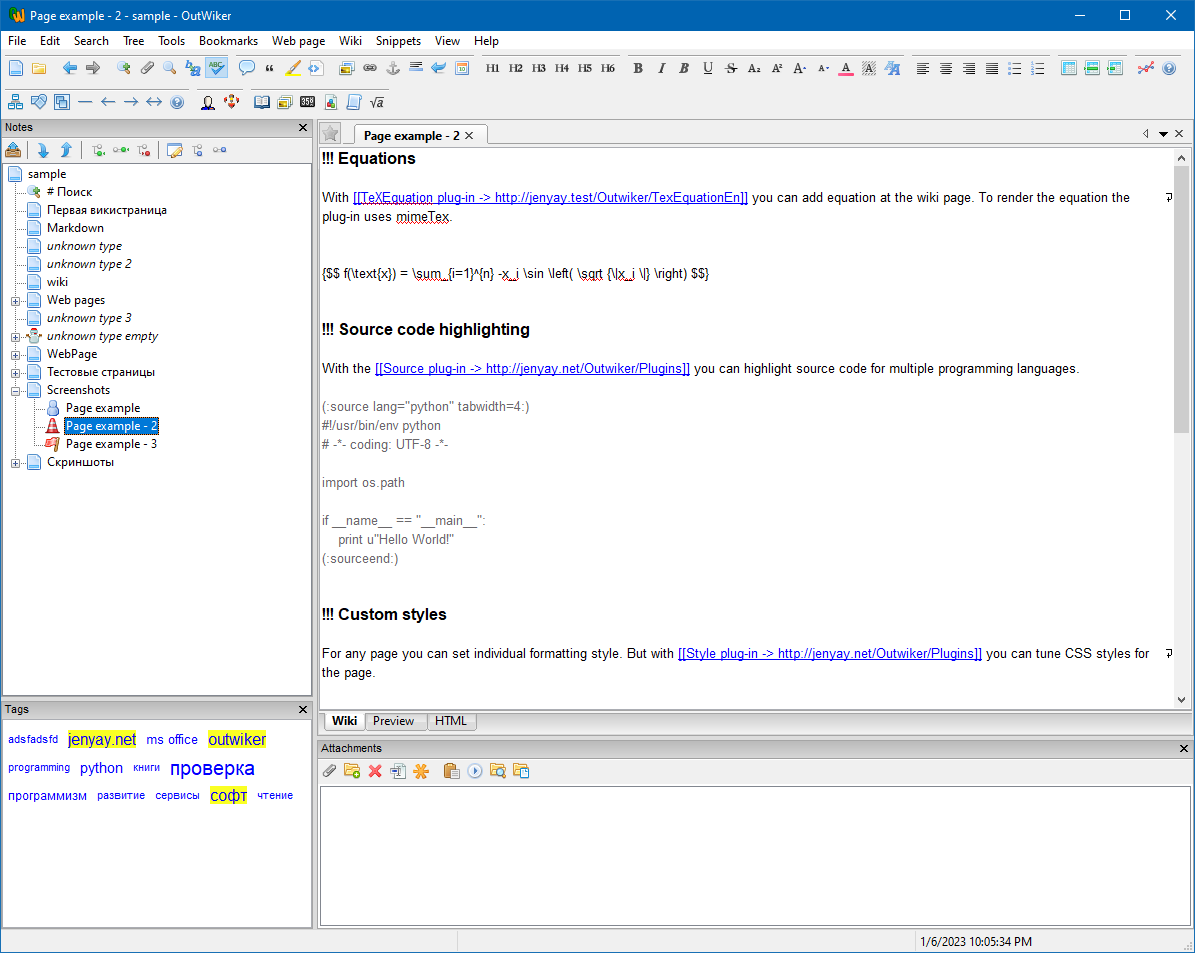 Page example - 2 - sample - OutWiker
File Edit Search Tree Tools Bookmarks Web page Wiki Snippets View Help
H1 H2 H3 H4 H5 H6 B I B U S A₂ A² A A A A
350 √a
Notes
sample
# Поиск
Первая викистраница
Markdown
unknown type
unknown type 2
wiki
Web pages
unknown type 3
unknown type empty
WebPage
Тестовые страницы
Screenshots
Page example
Page example - 2
Page example - 3
Скриншоты
Tags
adsfadsfd jenyay.net ms office outwiker
programming python книги проверка
программизм развитие сервисы софт чтение
Page example - 2
!!! Equations
With [[TeXEquation plug-in -> http://jenyay.test/Outwiker/TexEquationEn]] you can add equation at the wiki page. To render the equation the
plug-in uses mimeTex.
{$$ f(\text{x}) = \sum_{i=1}^{n} -x_i \sin \left( \sqrt {\|x_i \|} \right) $$}
!!! Source code highlighting
With the [[Source plug-in -> http://jenyay.net/Outwiker/Plugins]] you can highlight source code for multiple programming languages.
(:source lang="python" tabwidth=4:)
#!/usr/bin/env python
# -*- coding: UTF-8 -*-
import os.path
if __name__ == "__main__":
print u"Hello World!"
(:sourceend:)
!!! Custom styles
For any page you can set individual formatting style. But with [[Style plug-in -> http://jenyay.net/Outwiker/Plugins]] you can tune CSS styles for
the page.
Wiki Preview HTML
Attachments
1/6/2023 10:05:34 PM